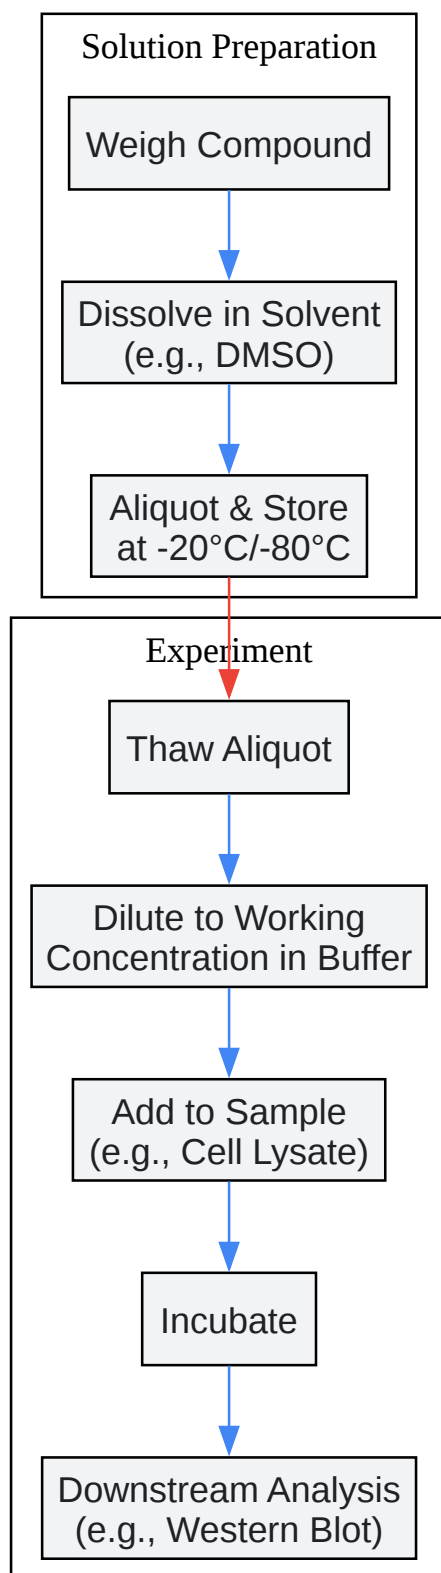 Solution Preparation
Weigh Compound
Dissolve in Solvent
(e.g., DMSO)
Aliquot & Store
at -20°C/-80°C
Experiment
Thaw Aliquot
Dilute to Working
Concentration in Buffer
Add to Sample
(e.g., Cell Lysate)
Incubate
Downstream Analysis
(e.g., Western Blot)